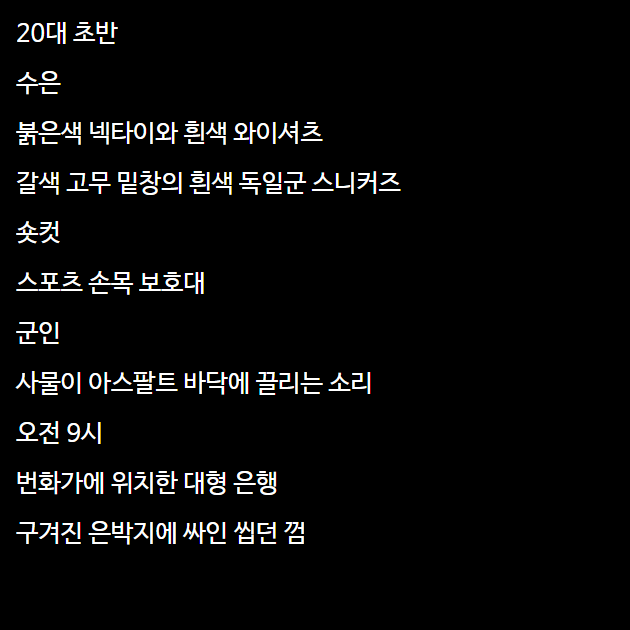 20대 초반
수은
붉은색 넥타이와 흰색 와이셔츠
갈색 고무 밑창의 흰색 독일군 스니커즈
숏컷
스포츠 손목 보호대
군인
사물이 아스팔트 바닥에 끌리는 소리
오전 9시
번화가에 위치한 대형 은행
구겨진 은박지에 싸인 씹던 껌